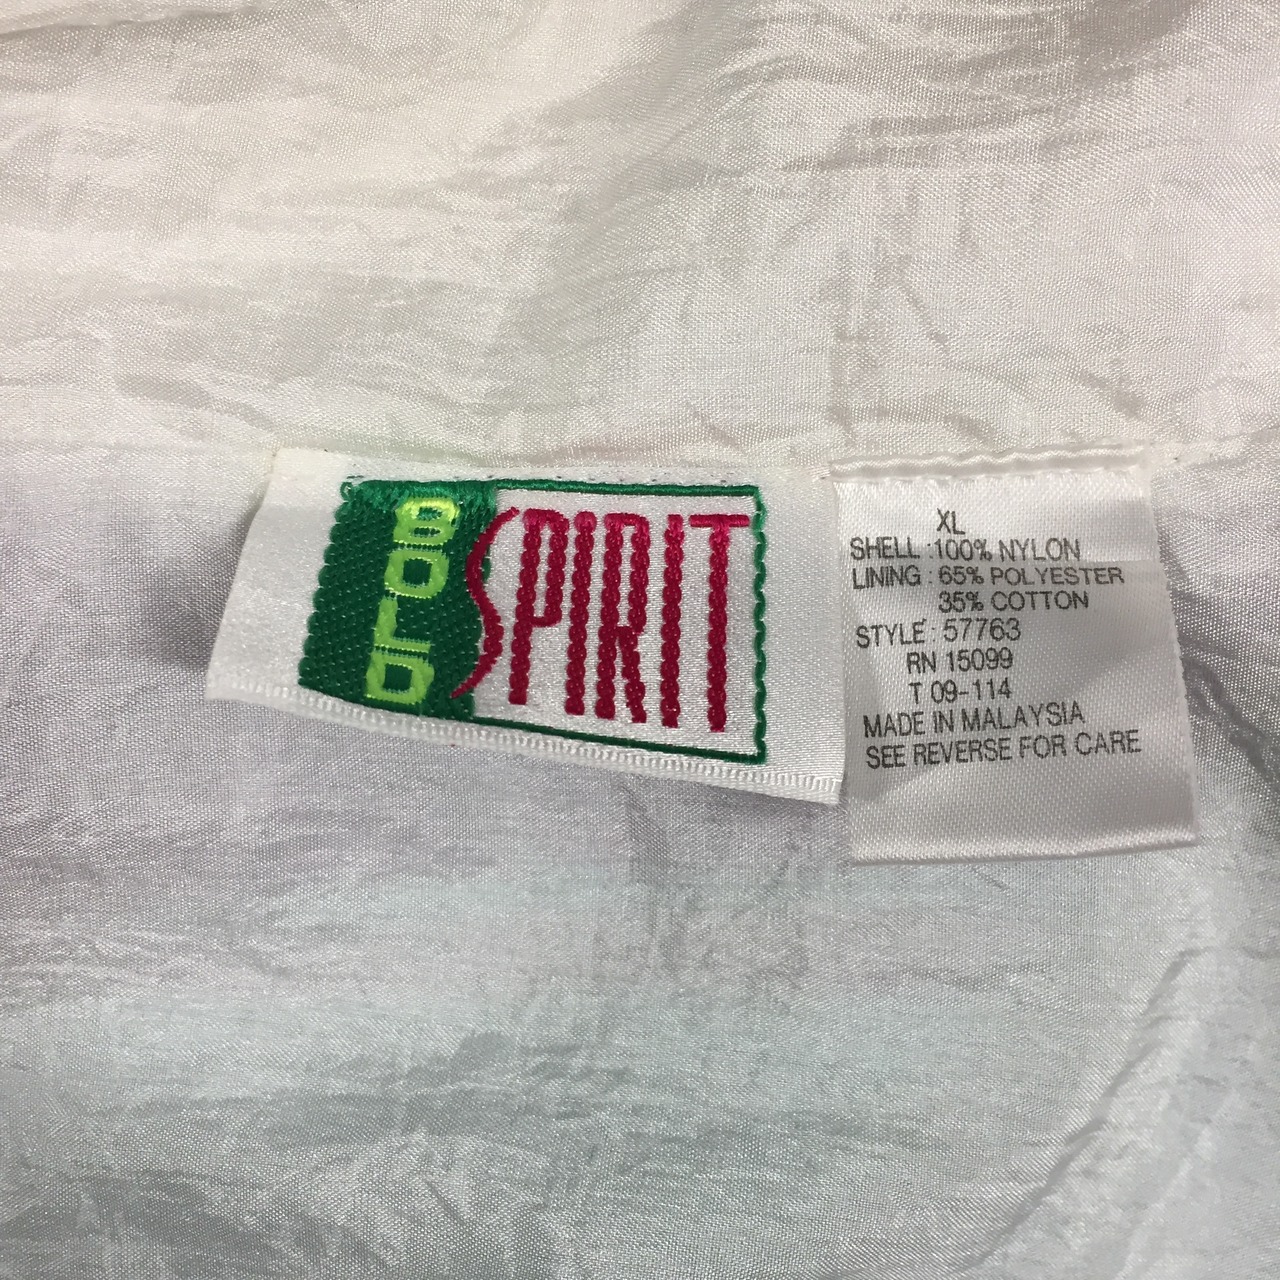 BOLD
SPIRIT
XL
SHELL :100% NYLON
LINING : 65% POLYESTER
35% COTTON
STYLE : 57763
RN 15099
T 09-114
MADE IN MALAYSIA
SEE REVERSE FOR CARE